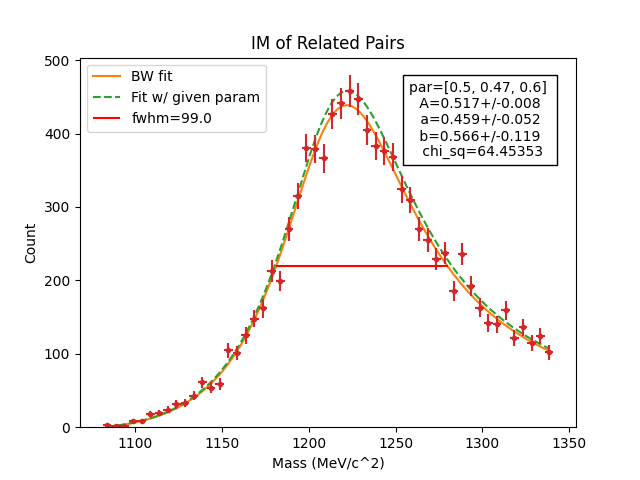 IM of Related Pairs
BW fit
Fit w/ given param
fwhm=99.0
par=[0.5, 0.47, 0.6]
A=0.517+/-0.008
a=0.459+/-0.052
b=0.566+/-0.119
chi_sq=64.45353
Count
500
400
300
200
100
0
1100 1150 1200 1250 1300 1350
Mass (MeV/c^2)